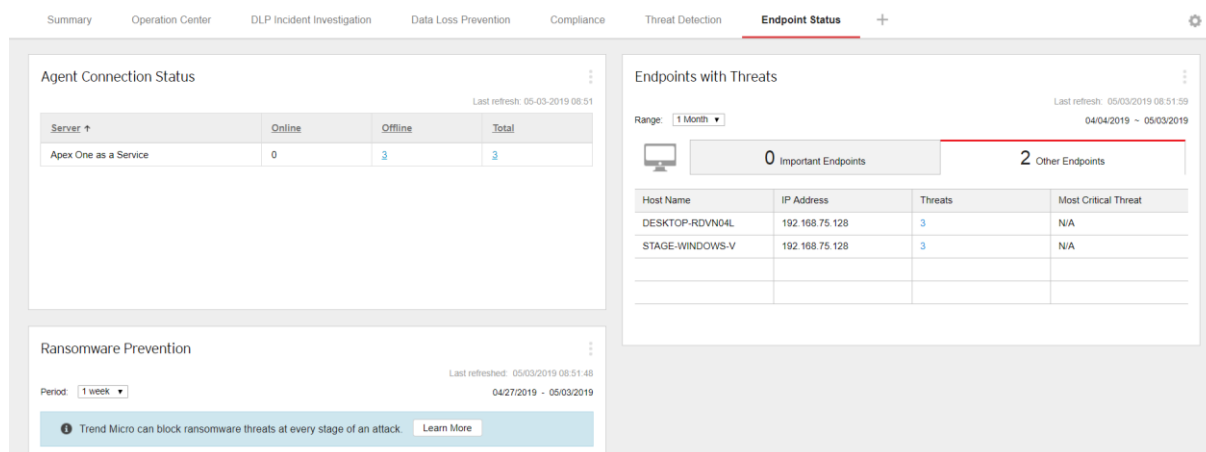 Summary Operation Center DLP Incident Investigation Data Loss Prevention Compliance Threat Detection Endpoint Status +
Agent Connection Status
Last refresh: 05-03-2019 08:51
Server ↑ Online Offline Total
Apex One as a Service 0 3 3
Endpoints with Threats
Last refresh: 05/03/2019 08:51:59
Range: 1 Month ▼ 04/04/2019 ~ 05/03/2019
0 Important Endpoints 2 Other Endpoints
Host Name IP Address Threats Most Critical Threat
DESKTOP-RDVN04L 192.168.75.128 3 N/A
STAGE-WINDOWS-V 192.168.75.128 3 N/A
Ransomware Prevention
Last refreshed: 05/03/2019 08:51:48
Period: 1 week ▼ 04/27/2019 - 05/03/2019
Trend Micro can block ransomware threats at every stage of an attack. Learn More